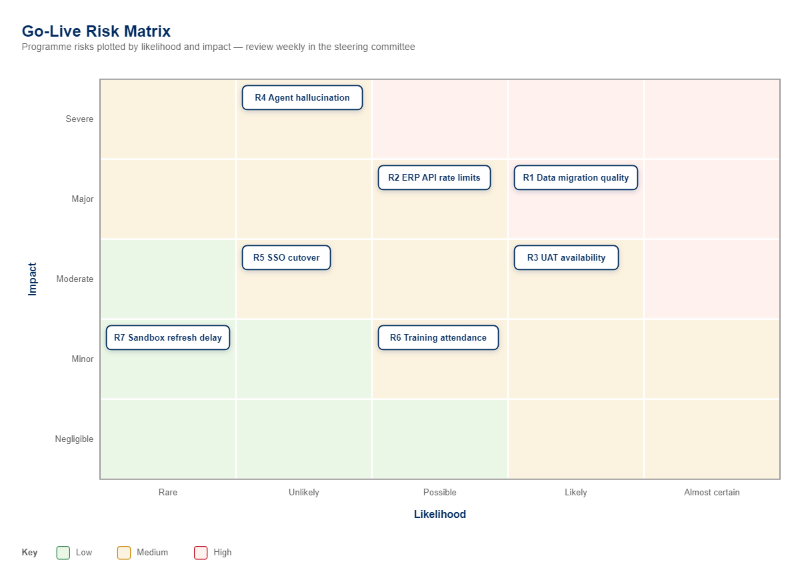 Go-Live Risk Matrix
Programme risks plotted by likelihood and impact — review weekly in the steering committee
Severe
R4 Agent hallucination
Major
R2 ERP API rate limits
R1 Data migration quality
Impact
Moderate
R5 SSO cutover
R3 UAT availability
Minor
R7 Sandbox refresh delay
R6 Training attendance
Negligible
Rare
Unlikely
Possible
Likely
Almost certain
Likelihood
Key
Low
Medium
High